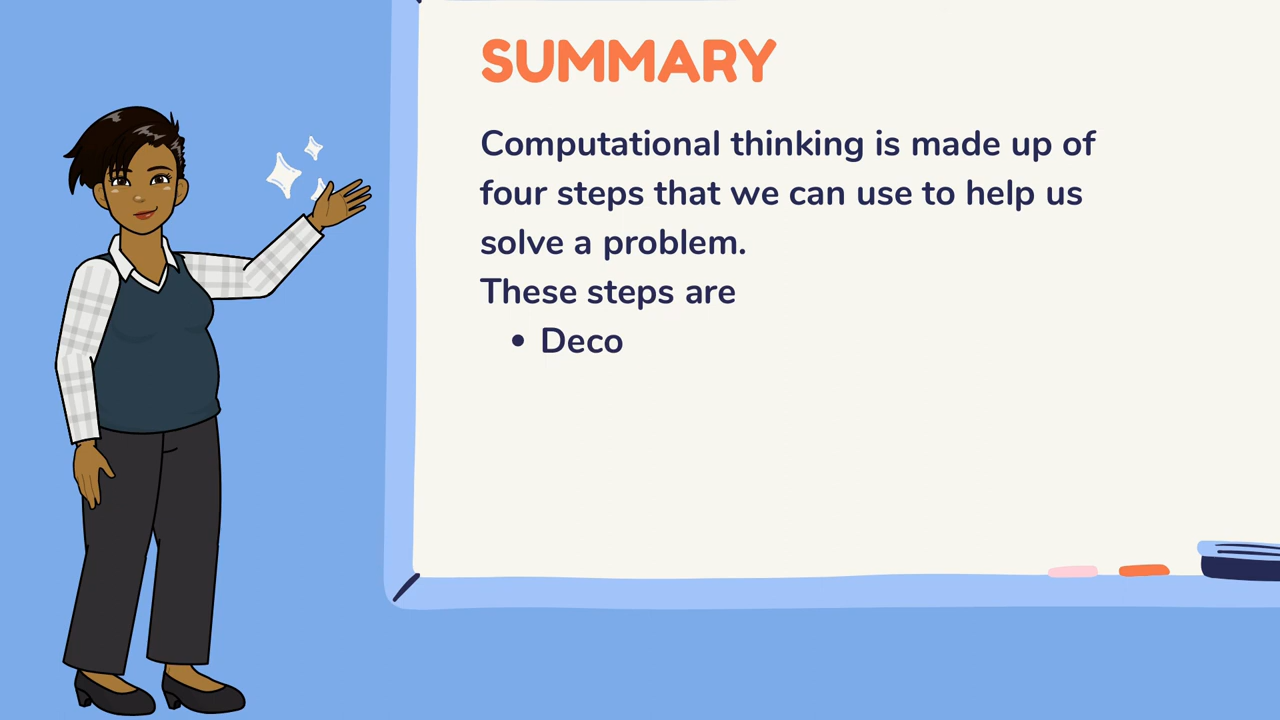 SUMMARY
Computational thinking is made up of
four steps that we can use to help us
solve a problem.
These steps are
• Deco